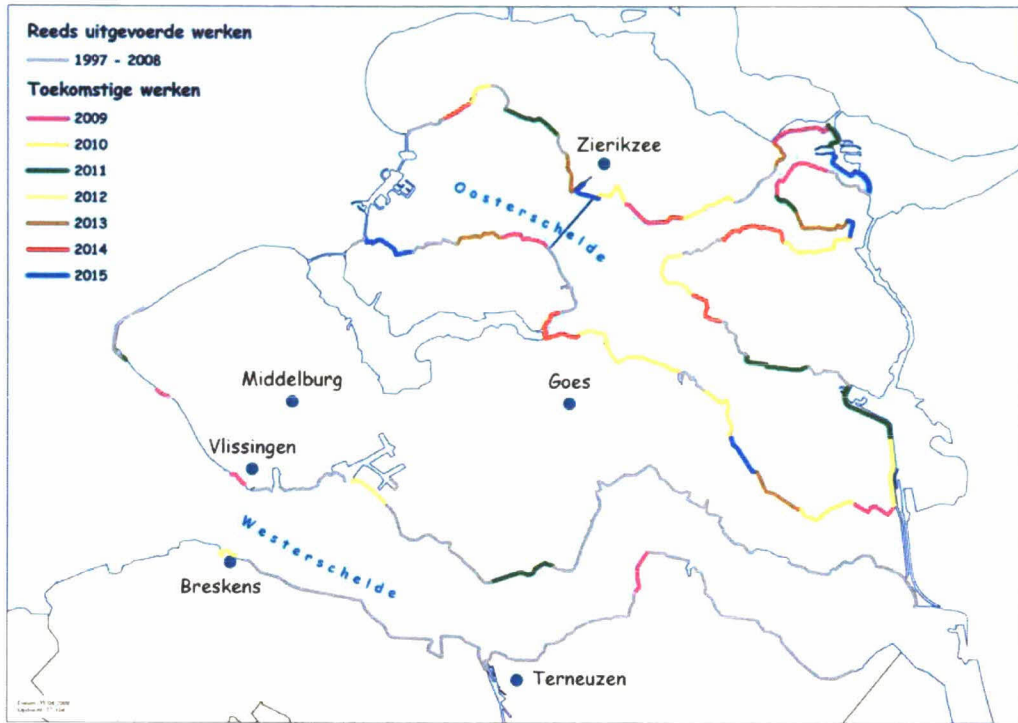 Reeds uitgevoerde werken
1997 - 2008
Toekomstige werken
2009
2010
2011
2012
2013
2014
2015
Zierikzee
Oosterschelde
Middelburg
Goes
Vlissingen
Westerschelde
Breskens
Terneuzen